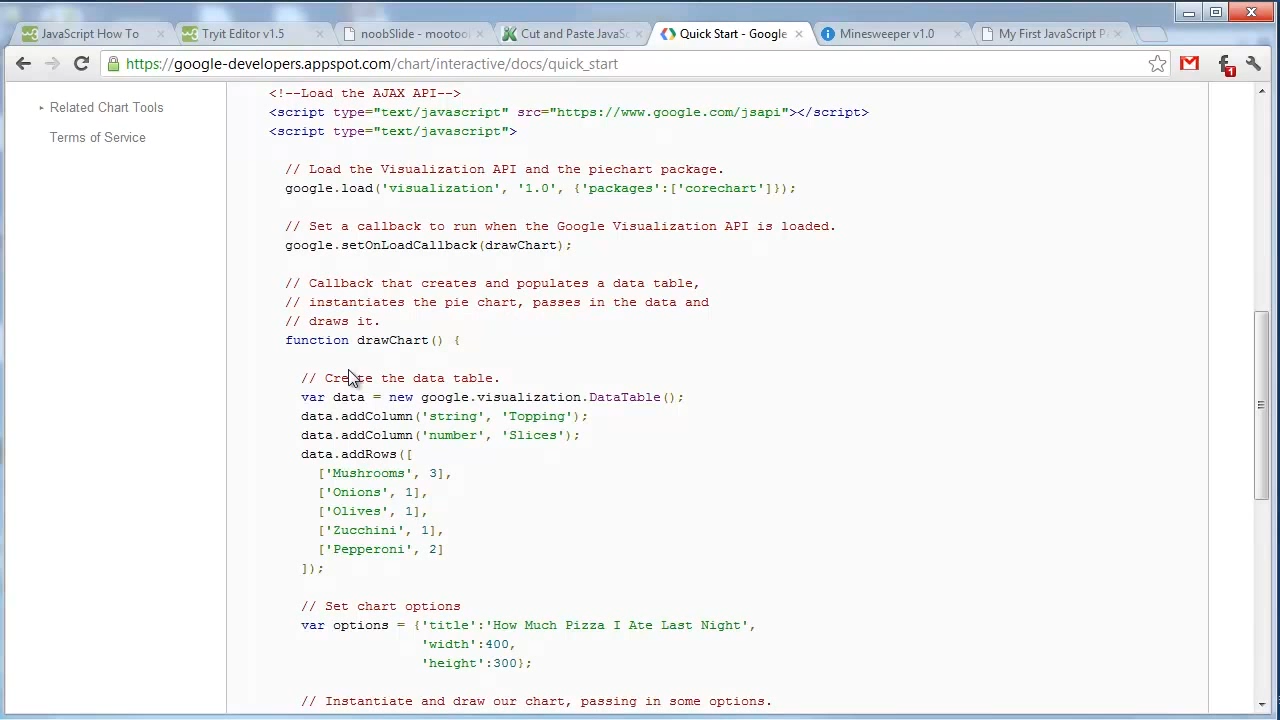 JavaScript How To
Tryit Editor v1.5
noobSlide - mootoo
Cut and Paste JavaSc
Quick Start - Google
Minesweeper v1.0
My First JavaScript P
https://google-developers.appspot.com/chart/interactive/docs/quick_start
1
Related Chart Tools
Terms of Service
<!--Load the AJAX API-->
<script type="text/javascript" src="https://www.google.com/jsapi"></script>
<script type="text/javascript">
// Load the Visualization API and the piechart package.
google.load('visualization', '1.0', {'packages':['corechart']});
// Set a callback to run when the Google Visualization API is loaded.
google.setOnLoadCallback(drawChart);
// Callback that creates and populates a data table,
// instantiates the pie chart, passes in the data and
// draws it.
function drawChart() {
// Create the data table.
var data = new google.visualization.DataTable();
data.addColumn('string', 'Topping');
data.addColumn('number', 'Slices');
data.addRows([
['Mushrooms', 3],
['Onions', 1],
['Olives', 1],
['Zucchini', 1],
['Pepperoni', 2]
]);
// Set chart options
var options = {'title':'How Much Pizza I Ate Last Night',
'width':400,
'height':300};
// Instantiate and draw our chart, passing in some options.